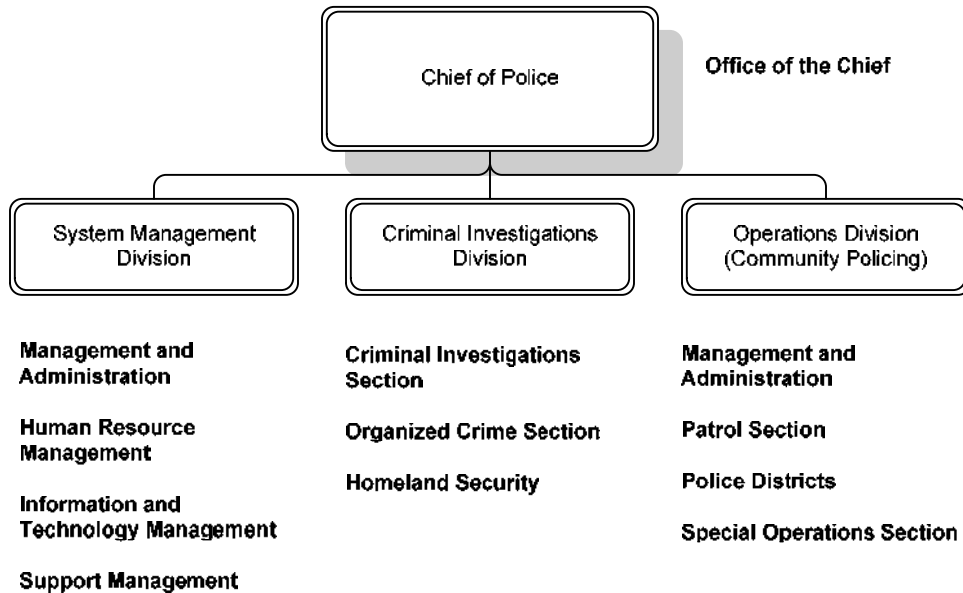 Chief of Police
Office of the Chief
System Management
Division
Criminal Investigations
Division
Operations Division
(Community Policing)
Management and
Administration
Human Resource
Management
Information and
Technology Management
Support Management
Criminal Investigations
Section
Organized Crime Section
Homeland Security
Management and
Administration
Patrol Section
Police Districts
Special Operations Section